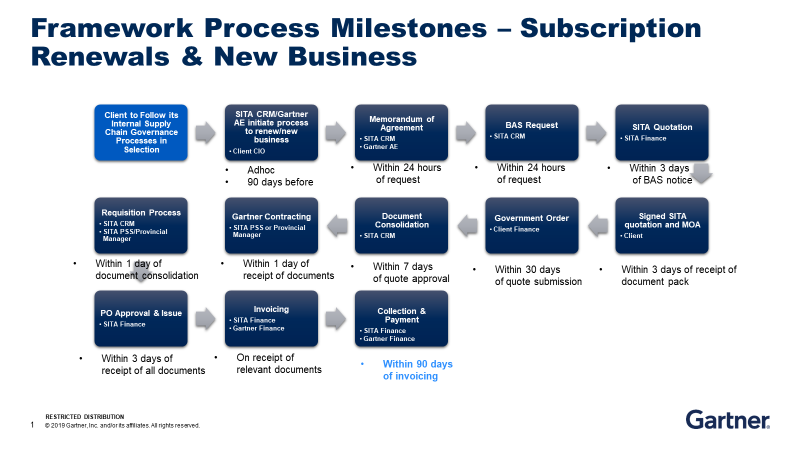 Framework Process Milestones – Subscription
Renewals & New Business
Client to Follow its
Internal Supply
Chain Governance
Processes in
Selection
SITA CRM/Gartner
AE initiate process
to renew/new
business
• Client CIO
• Adhoc
• 90 days before
Memorandum of
Agreement
• SITA CRM
• Gartner AE
• Within 24 hours
of request
BAS Request
• SITA CRM
• Within 24 hours
of request
SITA Quotation
• SITA Finance
• Within 3 days
of BAS notice
Signed SITA
quotation and MOA
• Client
• Within 3 days of receipt of
document pack
Government Order
• Client Finance
• Within 30 days
of quote submission
Document
Consolidation
• SITA CRM
• Within 7 days
of quote approval
Gartner Contracting
• SITA PSS or Provincial
Manager
• Within 1 day of
receipt of documents
Requisition Process
• SITA CRM
• SITA PSS/Provincial
Manager
• Within 1 day of
document consolidation
PO Approval & Issue
• SITA Finance
• Within 3 days of
receipt of all documents
Invoicing
• SITA Finance
• Gartner Finance
• On receipt of
relevant documents
Collection &
Payment
• SITA Finance
• Gartner Finance
• Within 90 days
of invoicing
RESTRICTED DISTRIBUTION
1 © 2019 Gartner, Inc. and/or its affiliates. All rights reserved.
Gartner